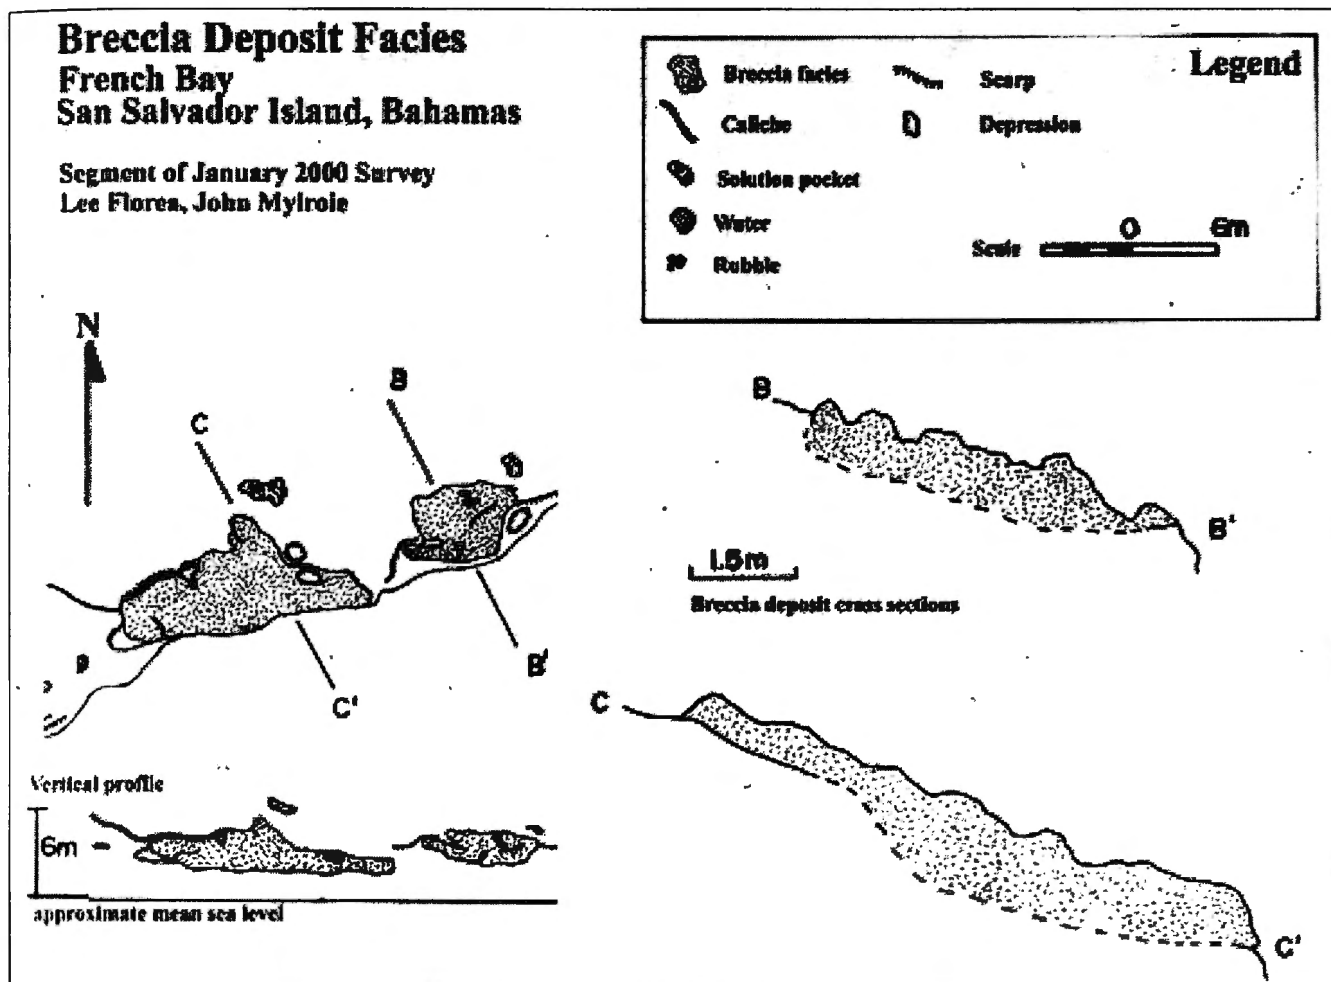 Breccia Deposit Facies
French Bay
San Salvador Island, Bahamas
Segment of January 2000 Survey
Lee Florea, John Mylroie
Legend
Breccia facies
Scarp
Caliche
Depression
Solution pocket
Water
Rubble
Scale
0 6m
N
B
C
B'
C'
B
B'
1.5m
Breccia deposit cross sections
C
C'
Vertical profile
6m
approximate mean sea level